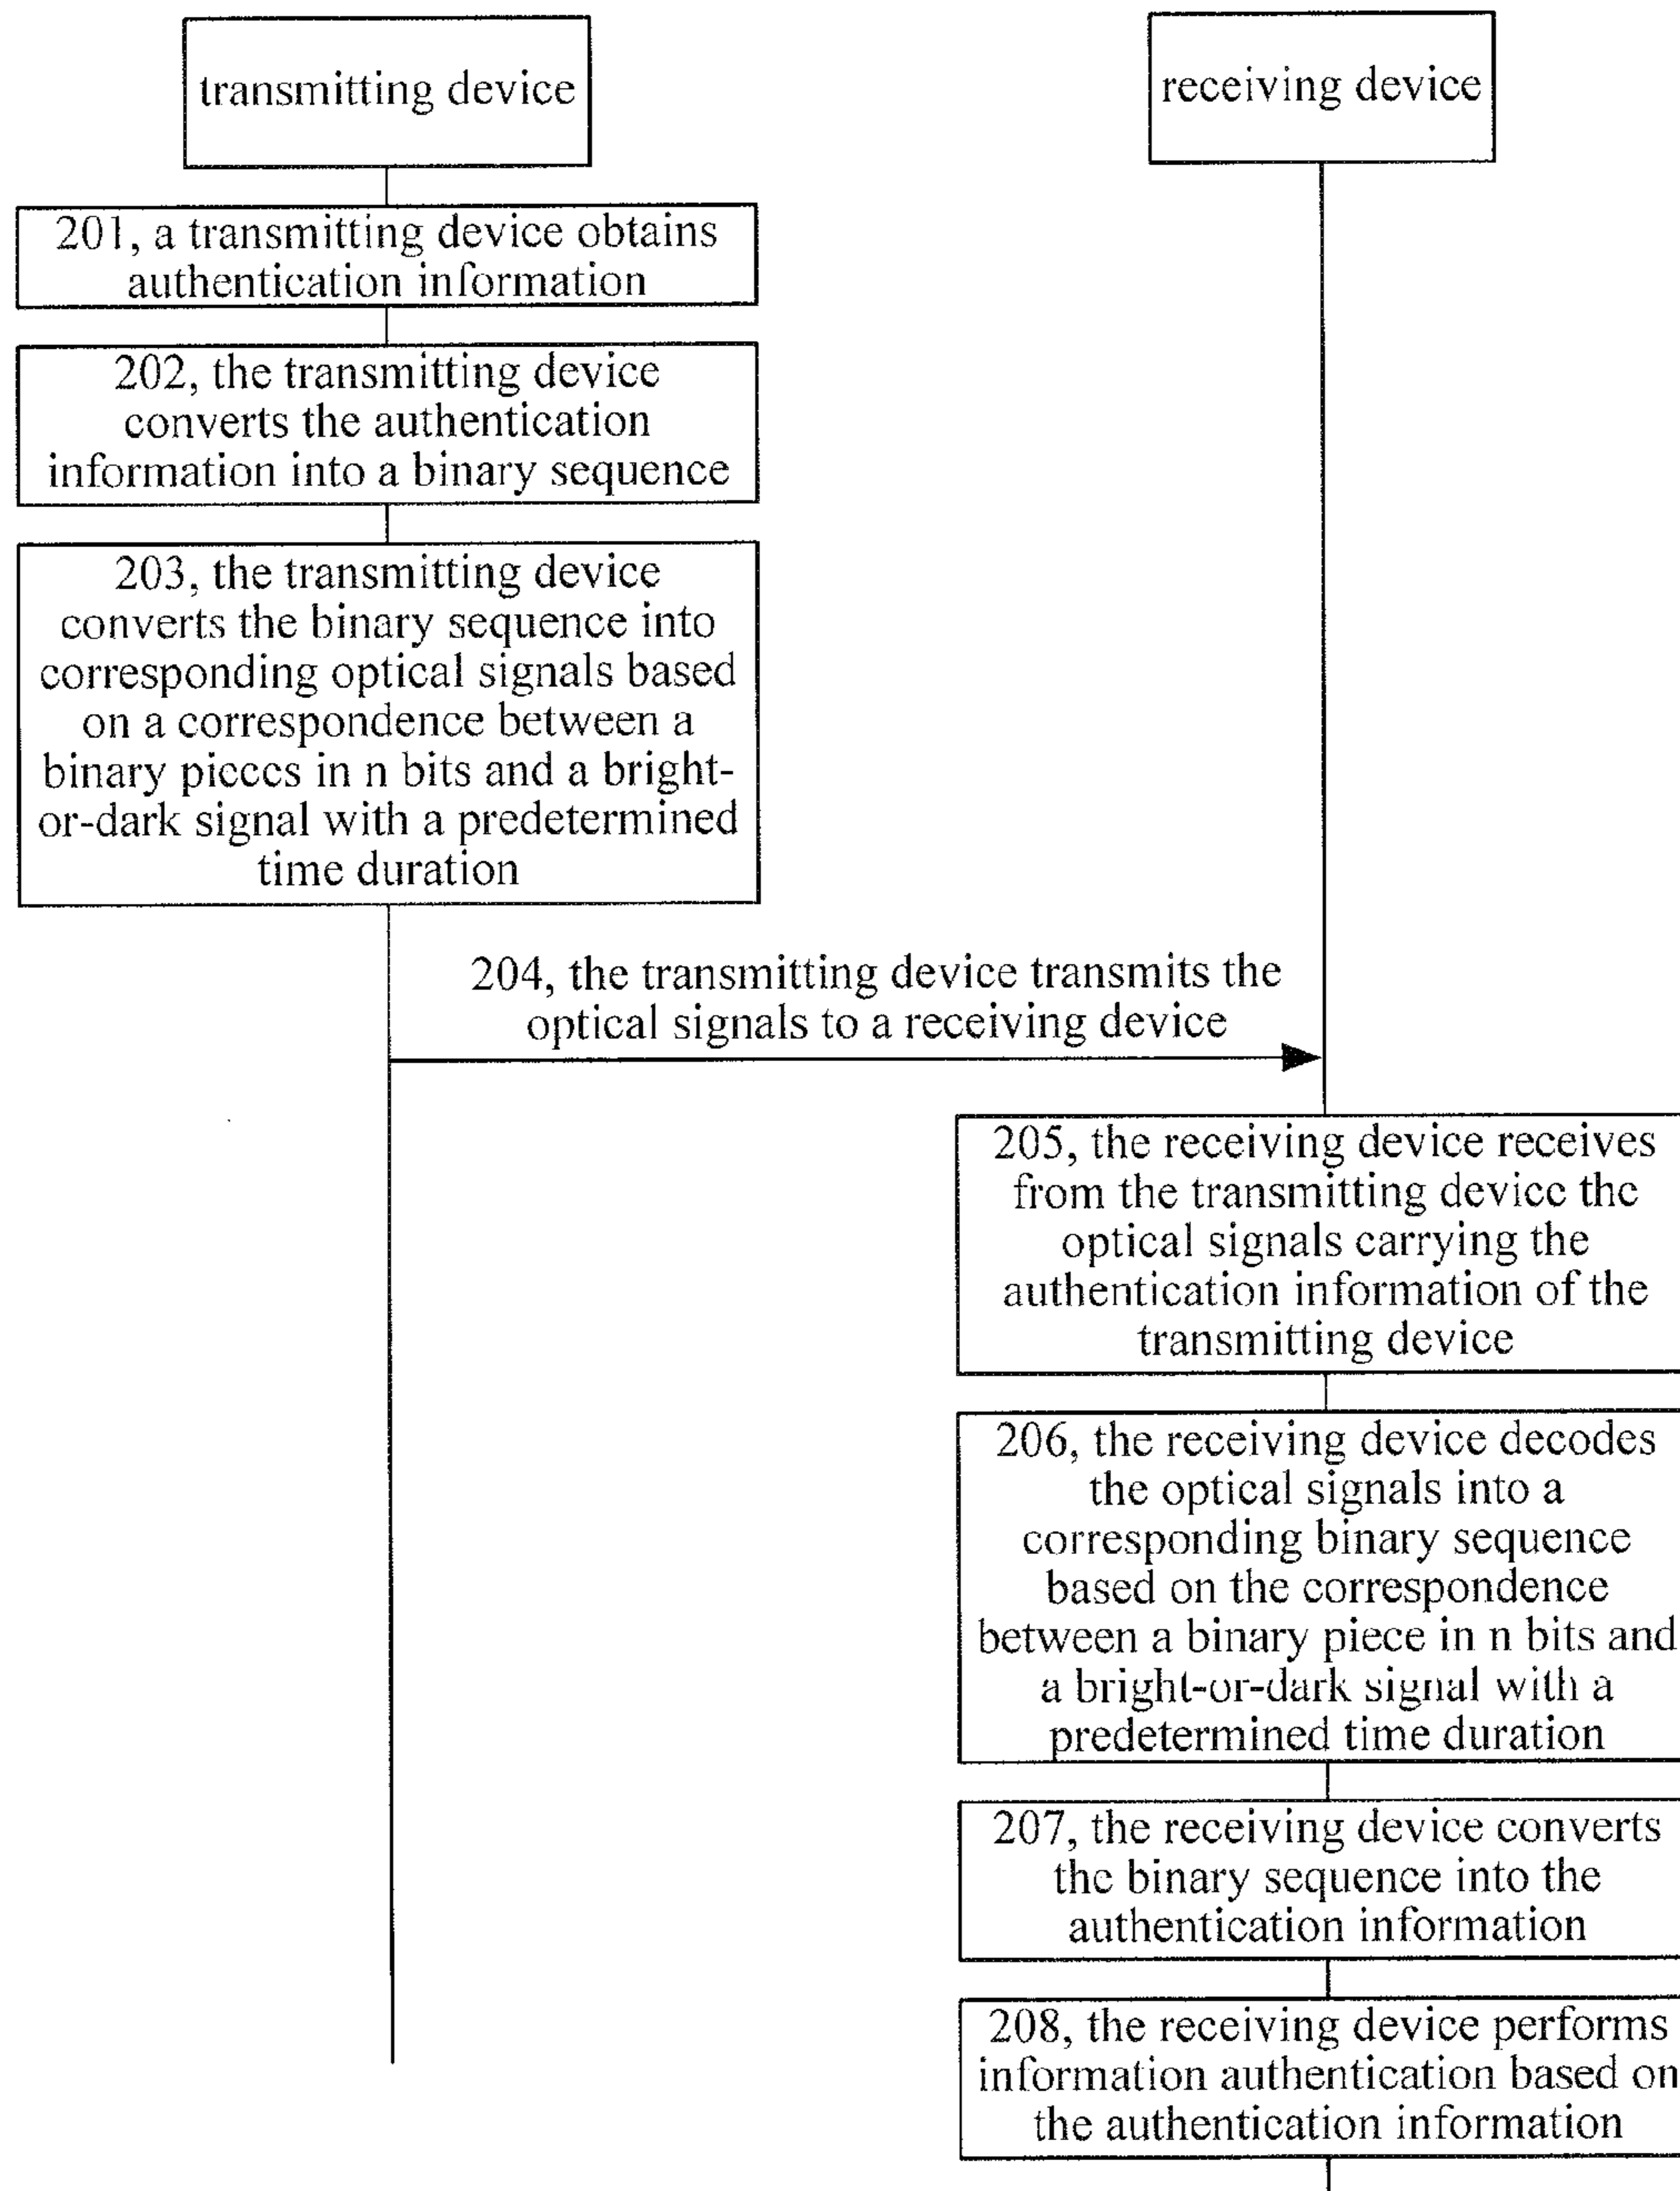 transmitting device
receiving device
201, a transmitting device obtains
authentication information
202, the transmitting device
converts the authentication
information into a binary sequence
203, the transmitting device
converts the binary sequence into
corresponding optical signals based
on a correspondence between a
binary pieces in n bits and a bright-
or-dark signal with a predetermined
time duration
204, the transmitting device transmits the
optical signals to a receiving device
205, the receiving device receives
from the transmitting device the
optical signals carrying the
authentication information of the
transmitting device
206, the receiving device decodes
the optical signals into a
corresponding binary sequence
based on the correspondence
between a binary piece in n bits and
a bright-or-dark signal with a
predetermined time duration
207, the receiving device converts
the binary sequence into the
authentication information
208, the receiving device performs
information authentication based on
the authentication information